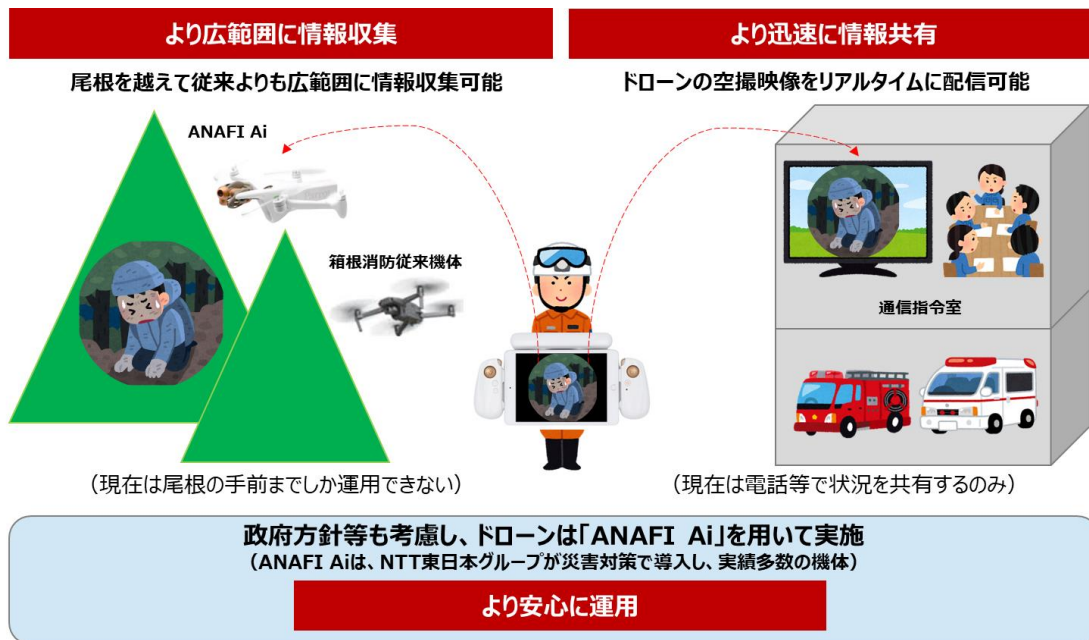 より広範囲に情報収集
より迅速に情報共有
尾根を越えて従来よりも広範囲に情報収集可能
ドローンの空撮映像をリアルタイムに配信可能
ANAFI Ai
箱根消防従来機体
通信指令室
（現在は尾根の手前までしか運用できない）
（現在は電話等で状況を共有するのみ）
政府方針等も考慮し、ドローンは「ANAFI Ai」を用いて実施
（ANAFI Aiは、NTT東日本グループが災害対策で導入し、実績多数の機体）
より安心に運用